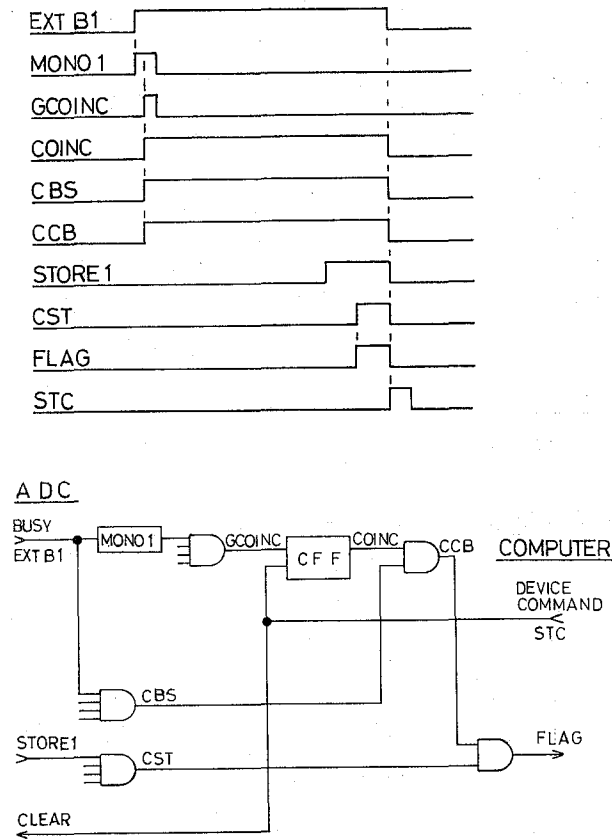 EXT B1
MONO 1
GCOINC
COINC
CBS
CCB
STORE 1
CST
FLAG
STC
ADC
BUSY
EXT B1
MONO 1
GCOINC
CFF
COINC
CCB
COMPUTER
DEVICE
COMMAND
STC
CBS
STORE1
CST
FLAG
CLEAR